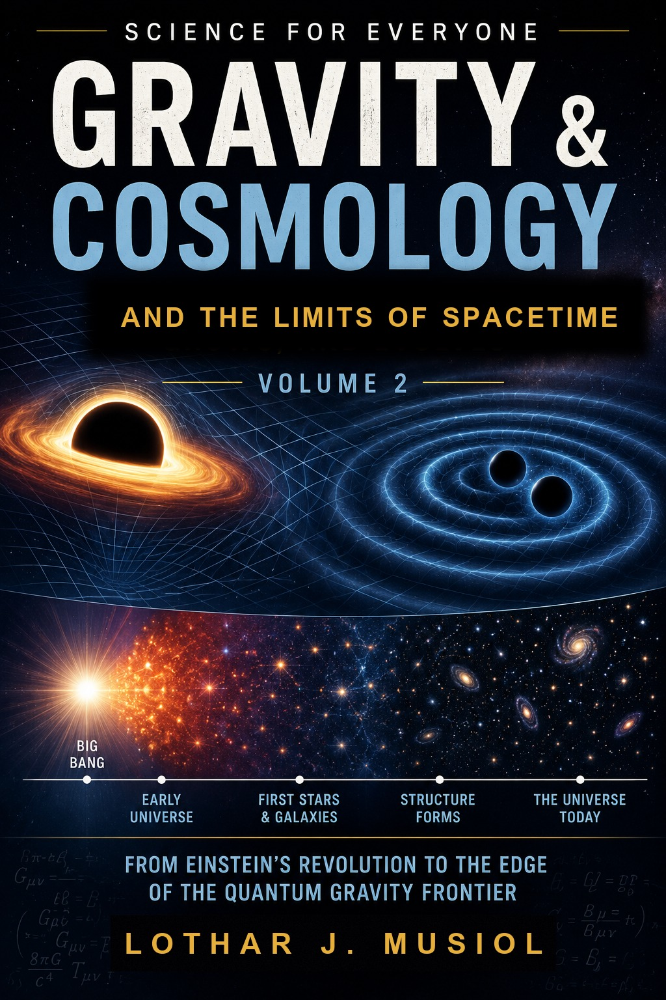 SCIENCE FOR EVERYONE
GRAVITY &
COSMOLOGY
AND THE LIMITS OF SPACETIME
VOLUME 2
BIG
BANG
EARLY
UNIVERSE
FIRST STARS
& GALAXIES
STRUCTURE
FORMS
THE UNIVERSE
TODAY
FROM EINSTEIN’S REVOLUTION TO THE EDGE
OF THE QUANTUM GRAVITY FRONTIER
LOTHAR J. MUSIOL